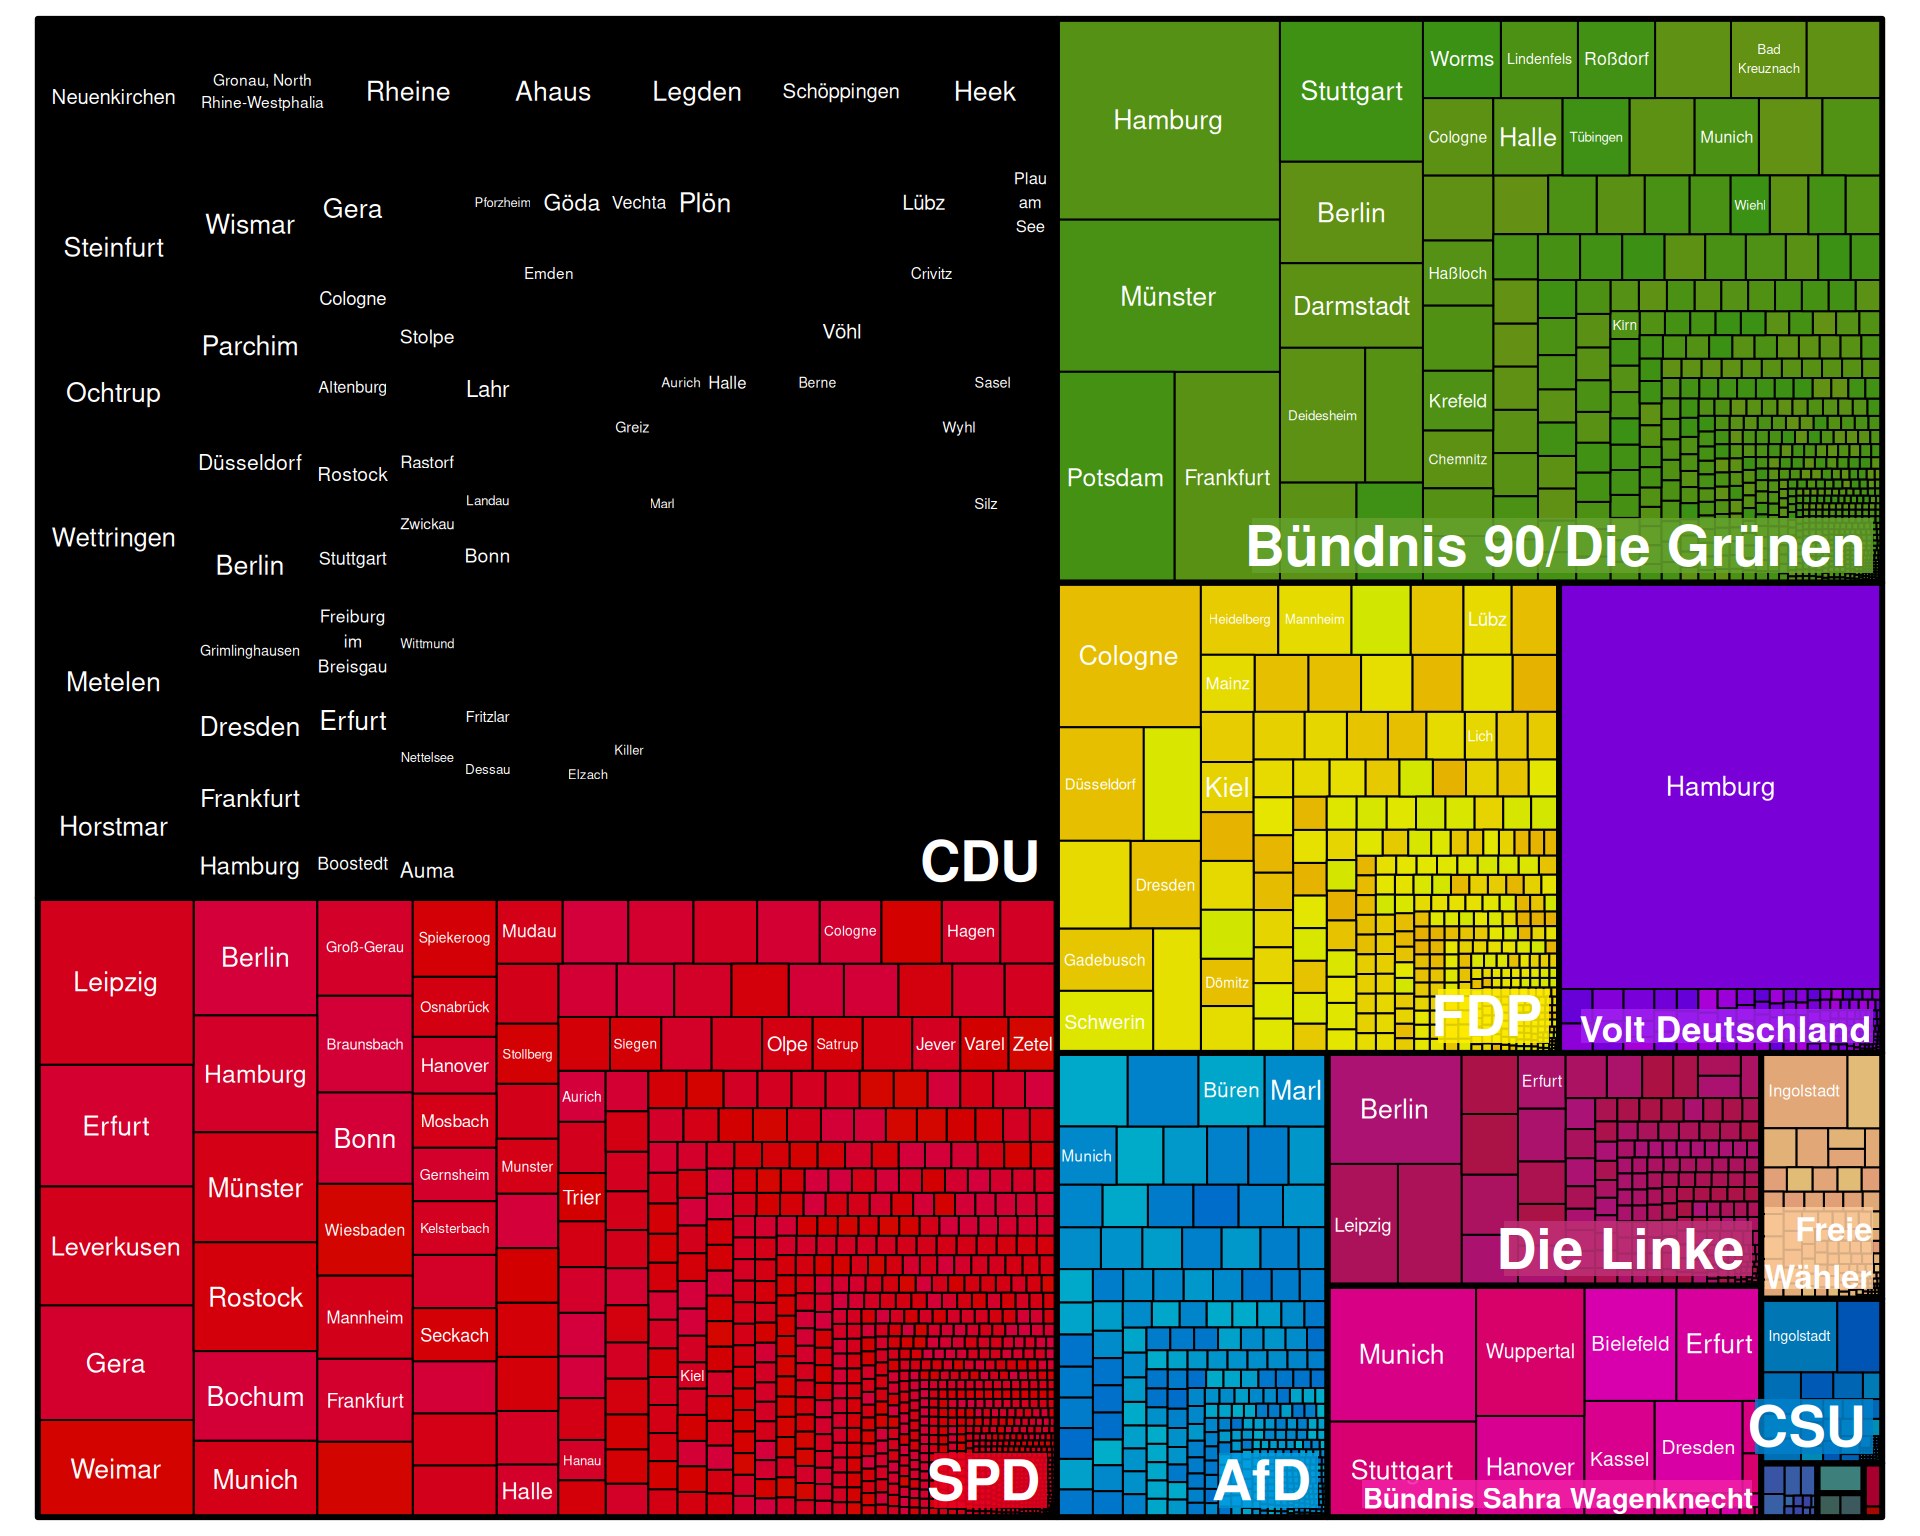 Neuenkirchen
Gronau, North
Rhine-Westphalia
Rheine
Ahaus
Legden
Schöppingen
Heek
Steinfurt
Wismar
Gera
Pforzheim
Göda
Vechta
Plön
Lübz
Plau
am
See
Cologne
Emden
Crivitz
Parchim
Stolpe
Vöhl
Ochtrup
Altenburg
Lahr
Aurich
Halle
Berne
Sasel
Greiz
Wyhl
Düsseldorf
Rostock
Rastorf
Landau
Marl
Silz
Wettringen
Zwickau
Berlin
Stuttgart
Bonn
Metelen
Grimlinghausen
Freiburg
im
Breisgau
Wittmund
Dresden
Erfurt
Fritzlar
Nettelsee
Dessau
Killer
Elzach
Frankfurt
Horstmar
Hamburg
Boostedt
Auma
CDU
Hamburg
Stuttgart
Worms
Lindenfels
Roßdorf
Bad
Kreuznach
Cologne
Halle
Tübingen
Munich
Berlin
Wiehl
Münster
Darmstadt
Haßloch
Kirn
Deidesheim
Krefeld
Chemnitz
Potsdam
Frankfurt
Bündnis 90/Die Grünen
Cologne
Heidelberg
Mannheim
Lübz
Mainz
Lich
Düsseldorf
Kiel
Dresden
Gadebusch
Dömitz
Schwerin
FDP
Hamburg
Volt Deutschland
Leipzig
Berlin
Groß-Gerau
Spiekeroog
Mudau
Cologne
Hagen
Osnabrück
Hamburg
Braunsbach
Hanover
Stollberg
Siegen
Olpe
Satrup
Jever
Varel
Zetel
Erfurt
Bonn
Mosbach
Aurich
Münster
Gernsheim
Munster
Trier
Leverkusen
Wiesbaden
Kelsterbach
Rostock
Mannheim
Seckach
Gera
Bochum
Frankfurt
Kiel
Weimar
Munich
Halle
Hanau
SPD
Büren
Marl
Munich
AfD
Berlin
Erfurt
Leipzig
Die Linke
Ingolstadt
Freie
Wähler
Munich
Wuppertal
Bielefeld
Erfurt
Stuttgart
Hanover
Kassel
Dresden
Bündnis Sahra Wagenknecht
Ingolstadt
CSU